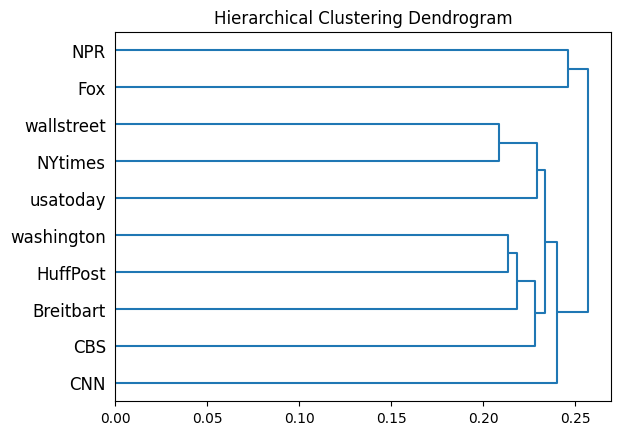 Hierarchical Clustering Dendrogram
NPR
Fox
wallstreet
NYtimes
usatoday
washington
HuffPost
Breitbart
CBS
CNN
0.00 0.05 0.10 0.15 0.20 0.25